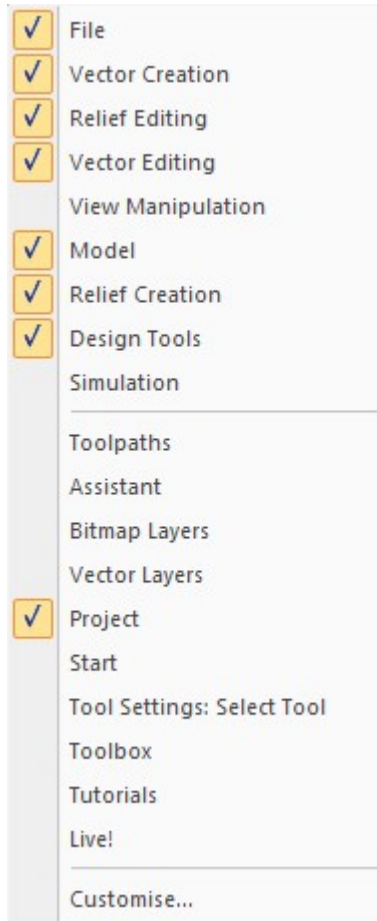 File
Vector Creation
Relief Editing
Vector Editing
View Manipulation
Model
Relief Creation
Design Tools
Simulation
Toolpaths
Assistant
Bitmap Layers
Vector Layers
Project
Start
Tool Settings: Select Tool
Toolbox
Tutorials
Live!
Customise...